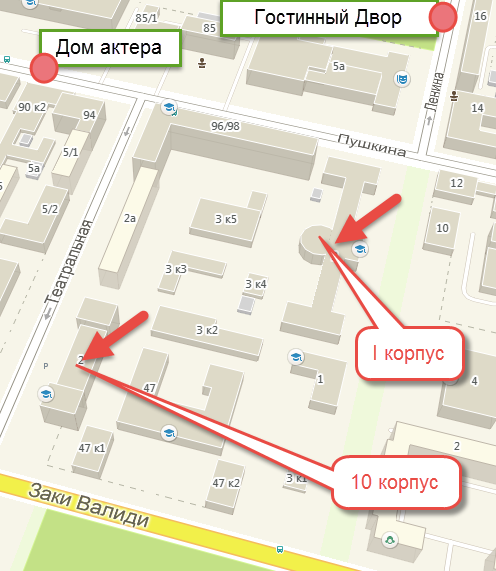 85/1
85
Гостинный Двор
16
Дом актера
5а
14
Ленина
90 к2
94
96/98
Пушкина
5/1
5а
12
5/2
2а
3 к5
10
Театральная
3 к3
3 к4
3 к2
I корпус
P
2
47
1
4
2
47 к1
47 к2
3 к1
10 корпус
Заки Валиди